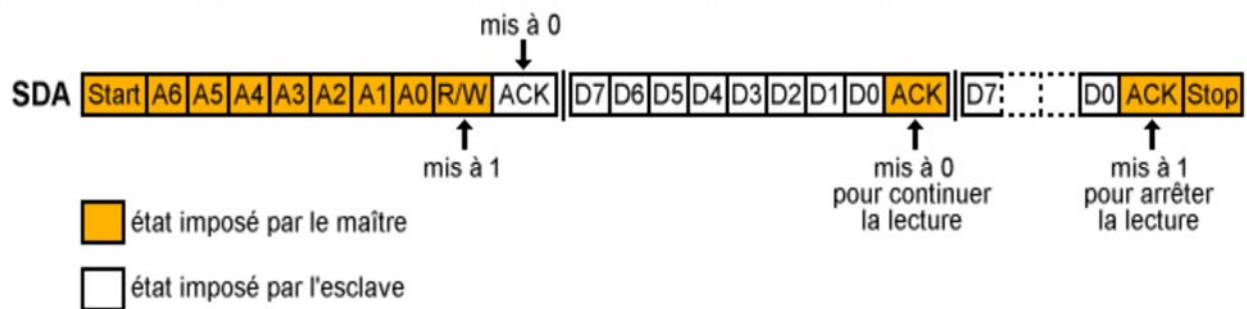 mis à 0
SDA Start A6 A5 A4 A3 A2 A1 A0 R/W ACK D7 D6 D5 D4 D3 D2 D1 D0 ACK D7 D0 ACK Stop
mis à 1
mis à 0
pour continuer
la lecture
mis à 1
pour arrêter
la lecture
état imposé par le maître
état imposé par l'esclave